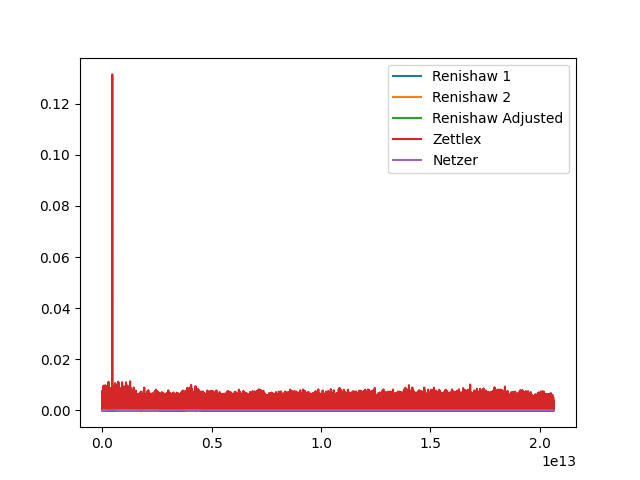 Renishaw 1
Renishaw 2
Renishaw Adjusted
Zettlex
Netzer
0.12
0.10
0.08
0.06
0.04
0.02
0.00
0.0 0.5 1.0 1.5 2.0
1e13